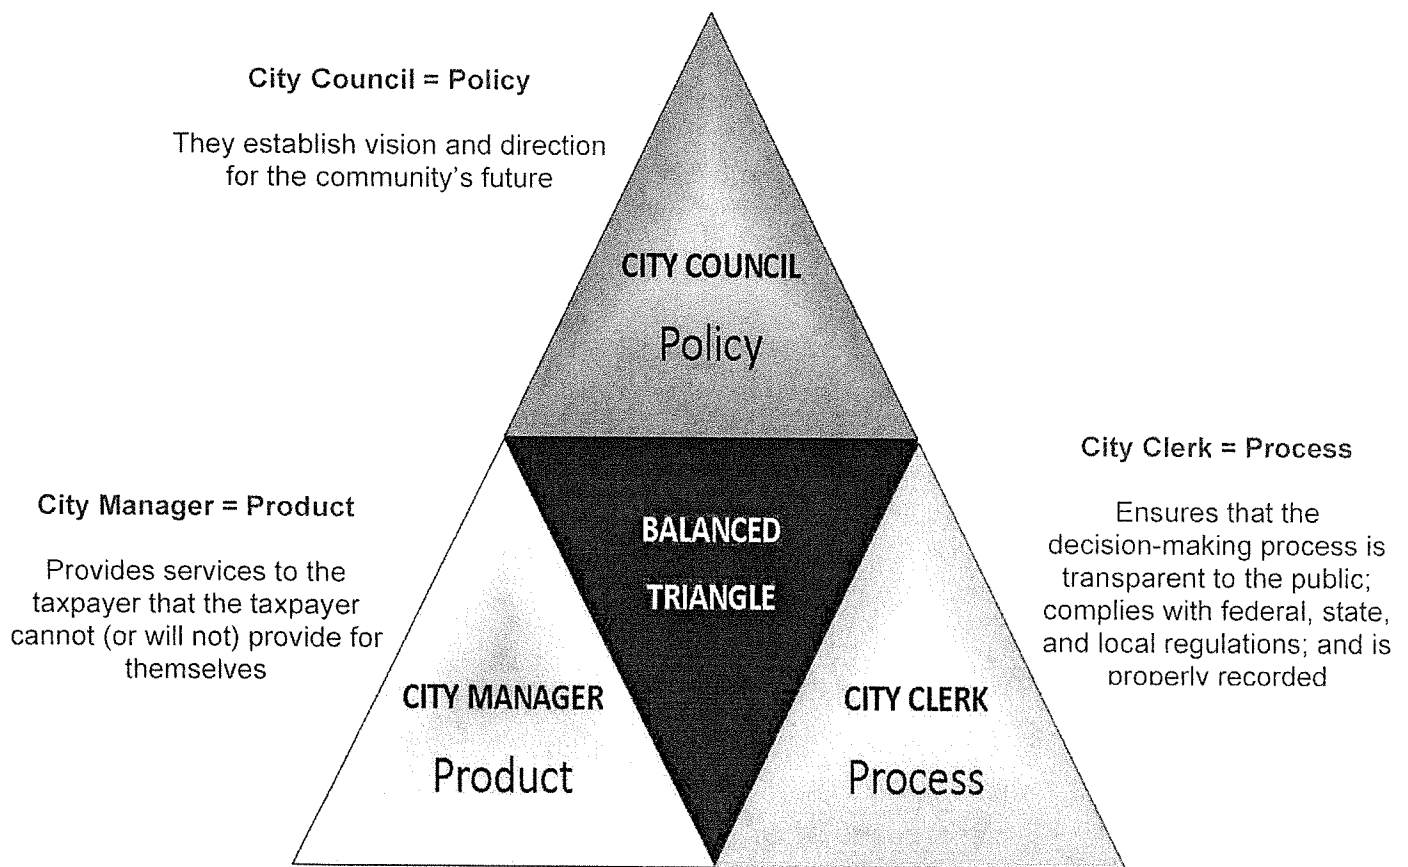 City Council = Policy
They establish vision and direction
for the community's future
CITY COUNCIL
Policy
City Clerk = Process
Ensures that the
decision-making process is
transparent to the public;
complies with federal, state,
and local regulations; and is
properly recorded
City Manager = Product
Provides services to the
taxpayer that the taxpayer
cannot (or will not) provide for
themselves
BALANCED
TRIANGLE
CITY MANAGER
Product
CITY CLERK
Process